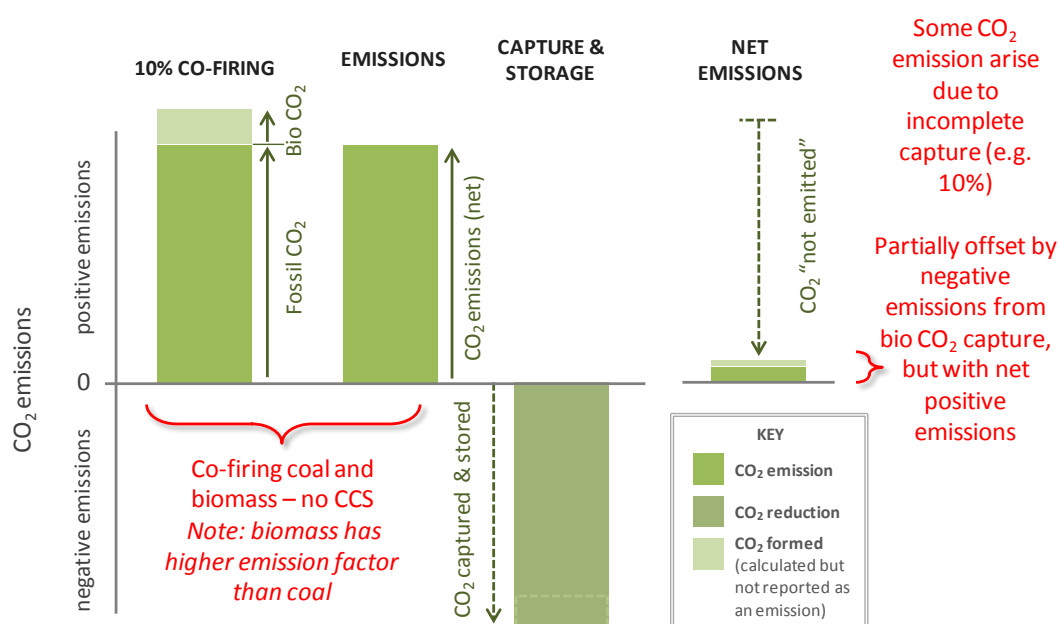 10% CO-FIRING
EMISSIONS
CAPTURE &
STORAGE
NET
EMISSIONS
Some CO₂
emission arise
due to
incomplete
capture (e.g.
10%)
Partially offset by
negative
emissions from
bio CO₂ capture,
but with net
positive
emissions
CO₂ emissions
positive emissions
0
negative emissions
Bio CO₂
Fossil CO₂
CO₂ emissions (net)
CO₂ captured & stored
CO₂ "not emitted"
Co-firing coal and
biomass – no CCS
Note: biomass has
higher emission factor
than coal
KEY
CO₂ emission
CO₂ reduction
CO₂ formed
(calculated but
not reported as
an emission)